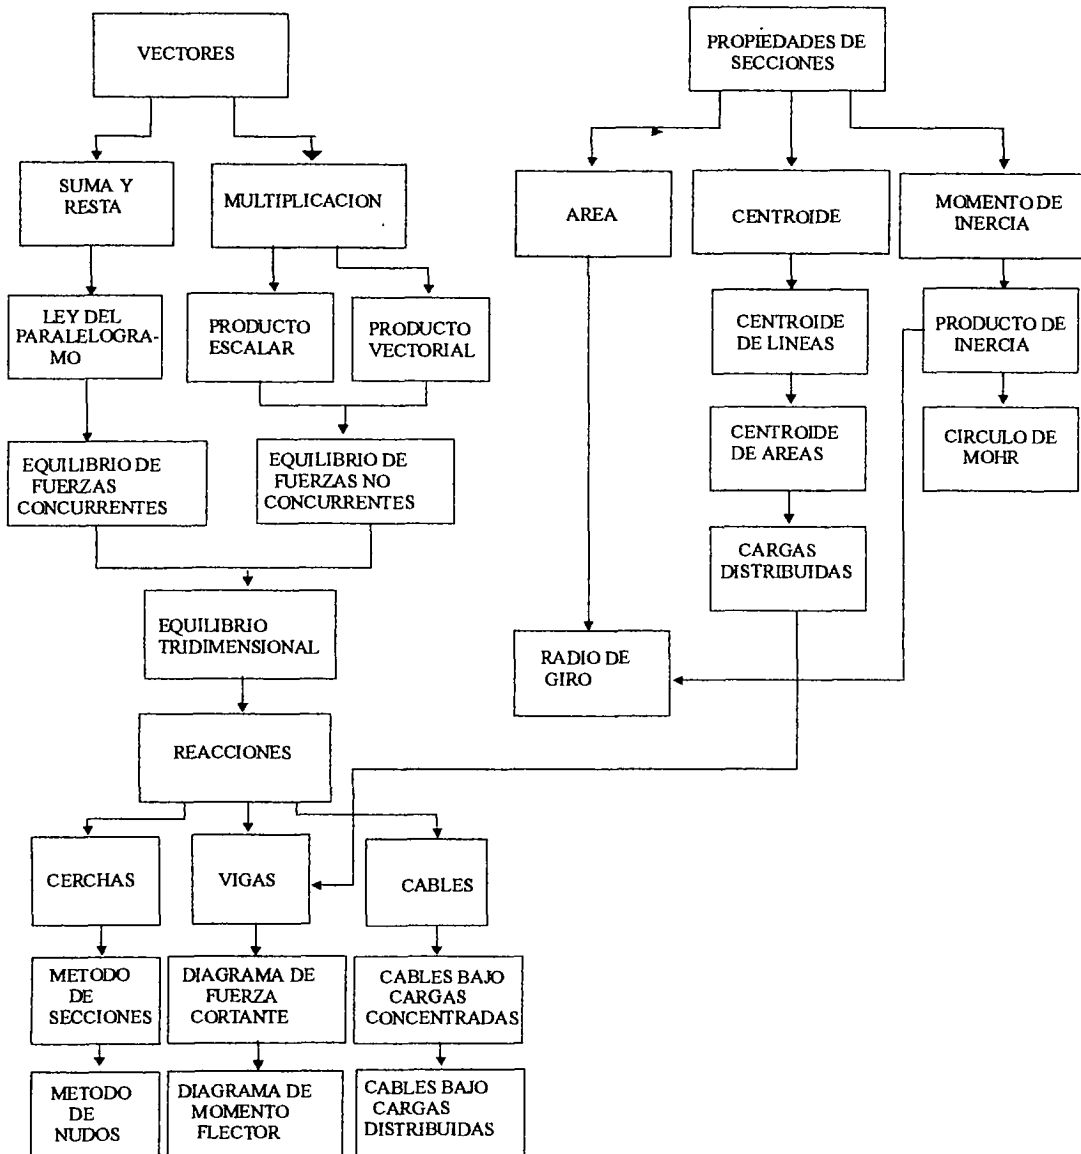 VECTORES
PROPIEDADES DE
SECCIONES
SUMA Y
RESTA
MULTIPLICACION
AREA
CENTROIDE
MOMENTO DE
INERCIA
LEY DEL
PARALELOGRA-
MO
PRODUCTO
ESCALAR
PRODUCTO
VECTORIAL
CENTROIDE
DE LINEAS
PRODUCTO DE
INERCIA
EQUILIBRIO DE
FUERZAS
CONCURRENTES
EQUILIBRIO DE
FUERZAS NO
CONCURRENTES
CENTROIDE
DE AREAS
CIRCULO DE
MOHR
CARGAS
DISTRIBUIDAS
EQUILIBRIO
TRIDIMENSIONAL
RADIO DE
GIRO
REACCIONES
CERCHAS
VIGAS
CABLES
METODO
DE
SECCIONES
DIAGRAMA DE
FUERZA
CORTANTE
CABLES BAJO
CARGAS
CONCENTRADAS
METODO
DE
NUDOS
DIAGRAMA DE
MOMENTO
FLECTOR
CABLES BAJO
CARGAS
DISTRIBUIDAS